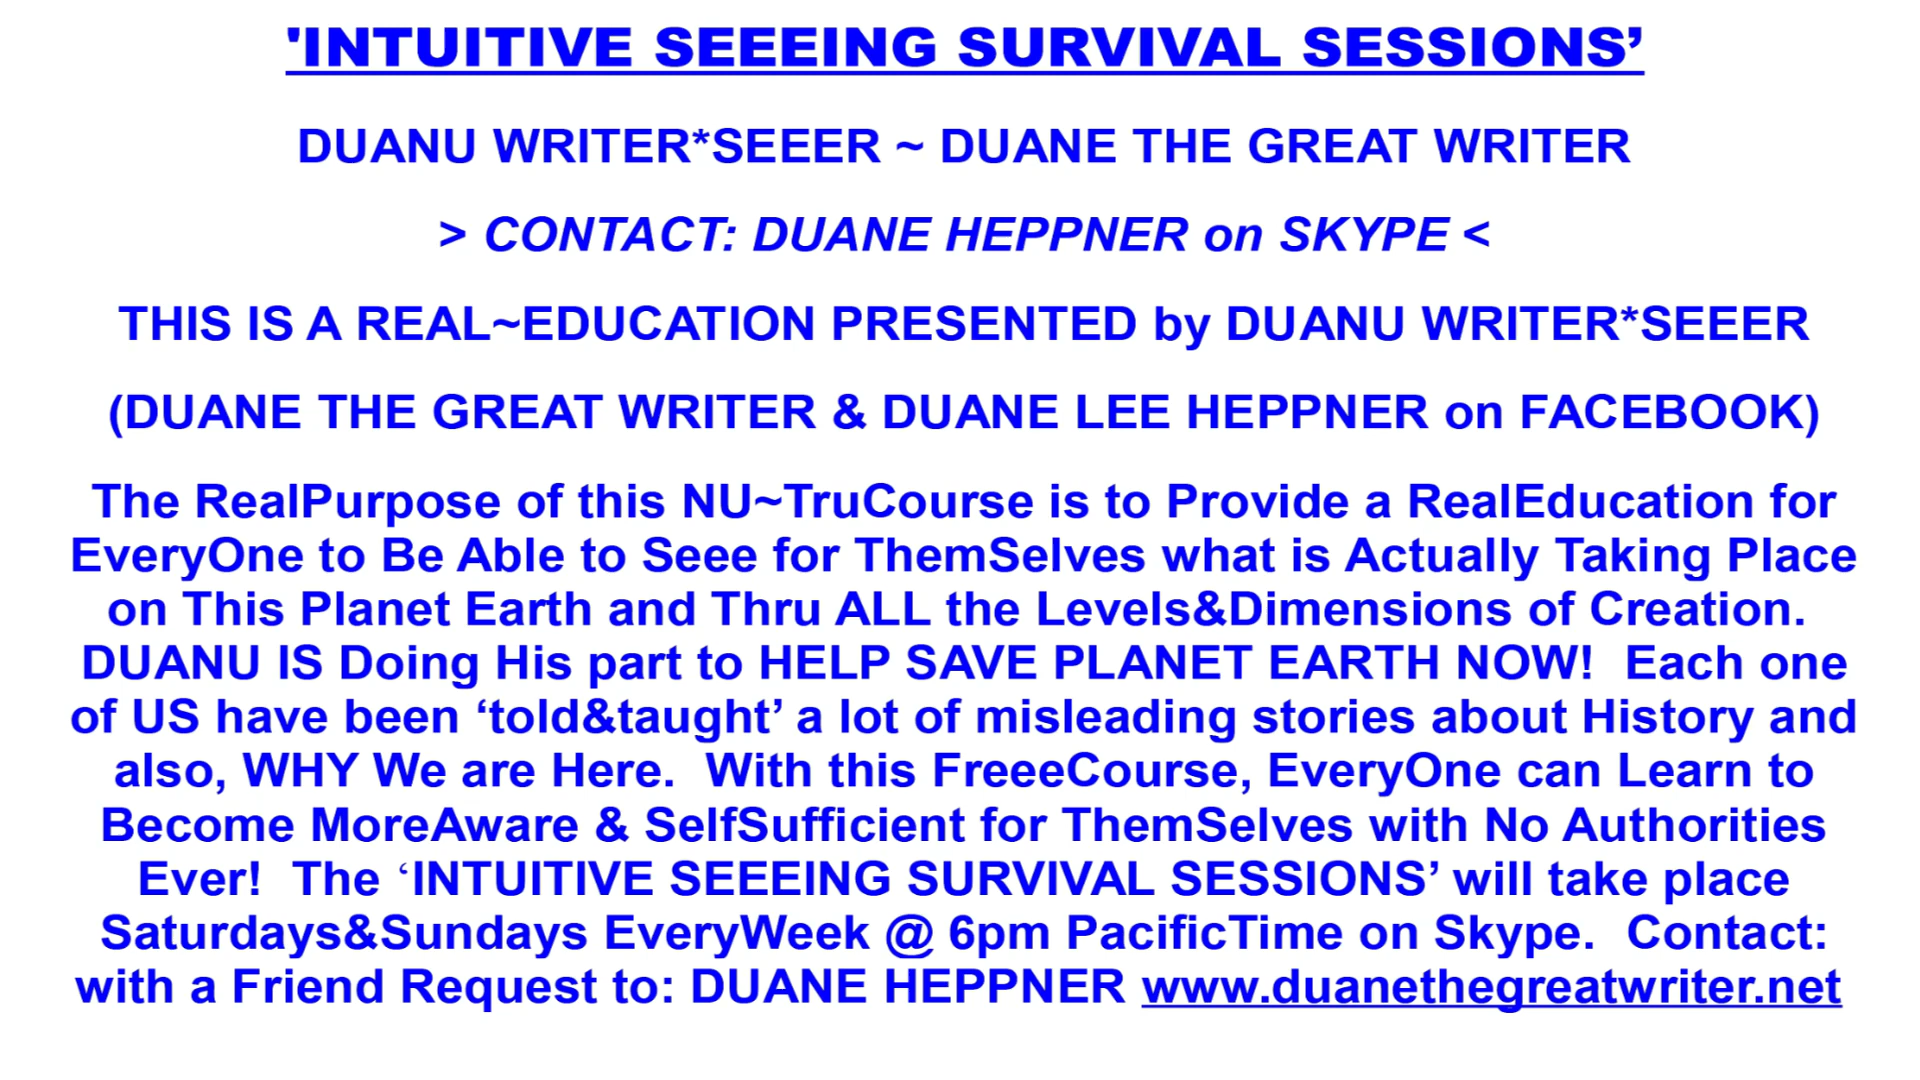 'INTUITIVE SEEEING SURVIVAL SESSIONS’
DUANU WRITER*SEEER ~ DUANE THE GREAT WRITER
> CONTACT: DUANE HEPPNER on SKYPE <
THIS IS A REAL~EDUCATION PRESENTED by DUANU WRITER*SEEER
(DUANE THE GREAT WRITER & DUANE LEE HEPPNER on FACEBOOK)
The RealPurpose of this NU~TruCourse is to Provide a RealEducation for
EveryOne to Be Able to Seee for ThemSelves what is Actually Taking Place
on This Planet Earth and Thru ALL the Levels&Dimensions of Creation.
DUANU IS Doing His part to HELP SAVE PLANET EARTH NOW!  Each one
of US have been ‘told&taught’ a lot of misleading stories about History and
also, WHY We are Here.  With this FreeeCourse, EveryOne can Learn to
Become MoreAware & SelfSufficient for ThemSelves with No Authorities
Ever!  The ‘INTUITIVE SEEEING SURVIVAL SESSIONS’ will take place
Saturdays&Sundays EveryWeek @ 6pm PacificTime on Skype.  Contact:
with a Friend Request to: DUANE HEPPNER www.duanethegreatwriter.net